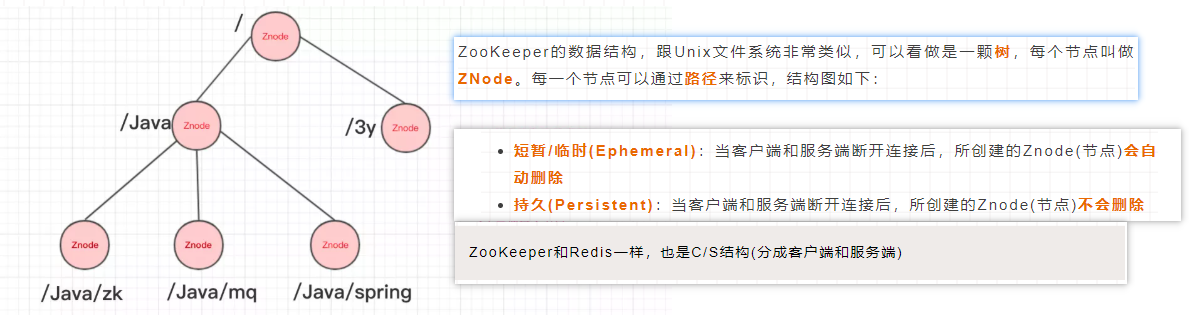 /
Znode
/Java
Znode
/3y
Znode
Znode
Znode
Znode
/Java/zk
/Java/mq
/Java/spring
ZooKeeper的数据结构，跟Unix文件系统非常类似，可以看做是一颗树，每个节点叫做
ZNode。每一个节点可以通过路径来标识，结构图如下：
• 短暂/临时(Ephemeral)：当客户端和服务端断开连接后，所创建的Znode(节点)会自
动删除
• 持久(Persistent)：当客户端和服务端断开连接后，所创建的Znode(节点)不会删除
ZooKeeper和Redis一样，也是C/S结构(分成客户端和服务端)